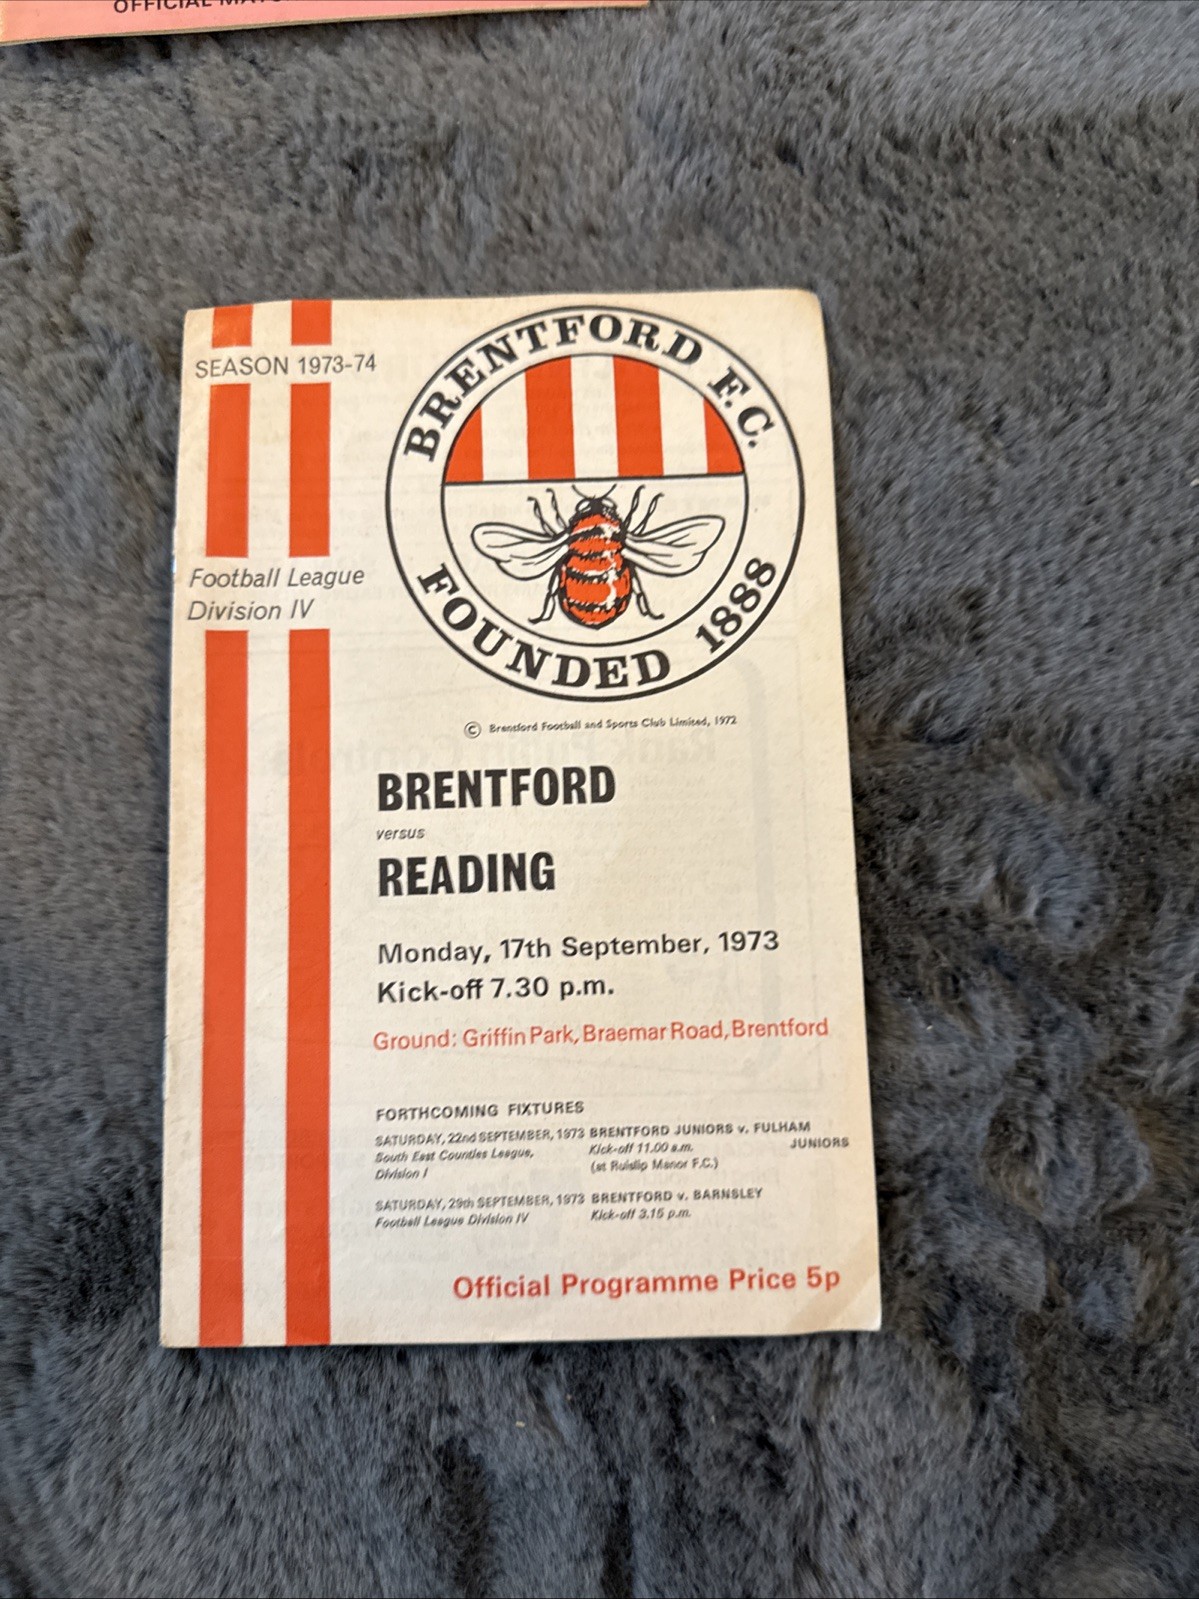 OFFICIAL
SEASON 1973-74
BRENTFORD F.C.
FOUNDED 1888
Football League
Division IV
© Brentford Football and Sports Club Limited, 1972
BRENTFORD
versus
READING
Monday, 17th September, 1973
Kick-off 7.30 p.m.
Ground: Griffin Park, Braemar Road, Brentford
FORTHCOMING FIXTURES
SATURDAY, 22nd SEPTEMBER, 1973 BRENTFORD JUNIORS v. FULHAM
JUNIORS
South East Counties League, Kick-off 11.00 a.m.
Division I (at Ruislip Manor F.C.)
SATURDAY, 29th SEPTEMBER, 1973 BRENTFORD v. BARNSLEY
Football League Division IV Kick-off 3.15 p.m.
Official Programme Price 5p